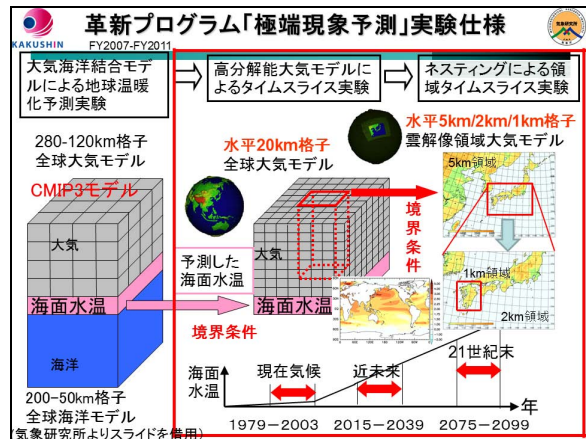 革新プログラム「極端現象予測」実験仕様
KAKUSHIN
FY2007-FY2011
気象研究所
大気海洋結合モデ
ルによる地球温暖
化予測実験
高分解能大気モデルによ
るタイムスライス実験
ネスティングによる領
域タイムスライス実験
280-120km格子
全球大気モデル
CMIP3モデル
大気
海面水温
海洋
200-50km格子
全球海洋モデル
(気象研究所よりスライドを借用)
水平20km格子
全球大気モデル
大気
予測した
海面水温
海面水温
境界条件
境界条件
水平5km/2km/1km格子
雲解像領域大気モデル
5km領域
1km領域
2km領域
海面
水温
現在気候
近未来
21世紀末
年
1979-2003
2015-2039
2075-2099